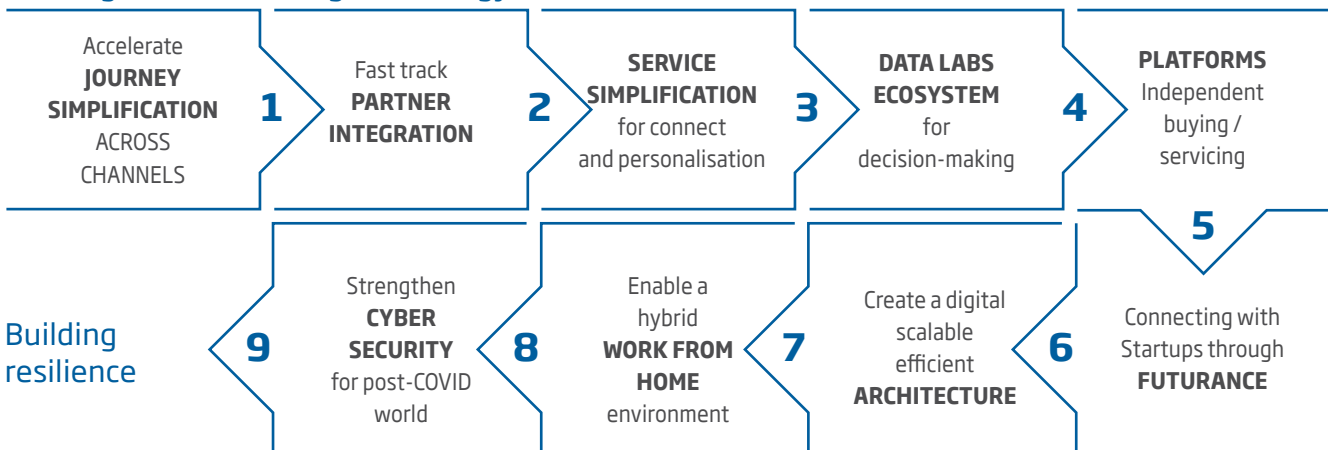 Accelerate
JOURNEY
SIMPLIFICATION
ACROSS
CHANNELS
1
Fast track
PARTNER
INTEGRATION
2
SERVICE
SIMPLIFICATION
for connect
and personalisation
3
DATA LABS
ECOSYSTEM
for
decision-making
4
PLATFORMS
Independent
buying /
servicing
5
Connecting with
Startups through
FUTURANCE
6
Create a digital
scalable
efficient
ARCHITECTURE
7
Enable a
hybrid
WORK FROM
HOME
environment
8
Strengthen
CYBER
SECURITY
for post-COVID
world
9
Building
resilience